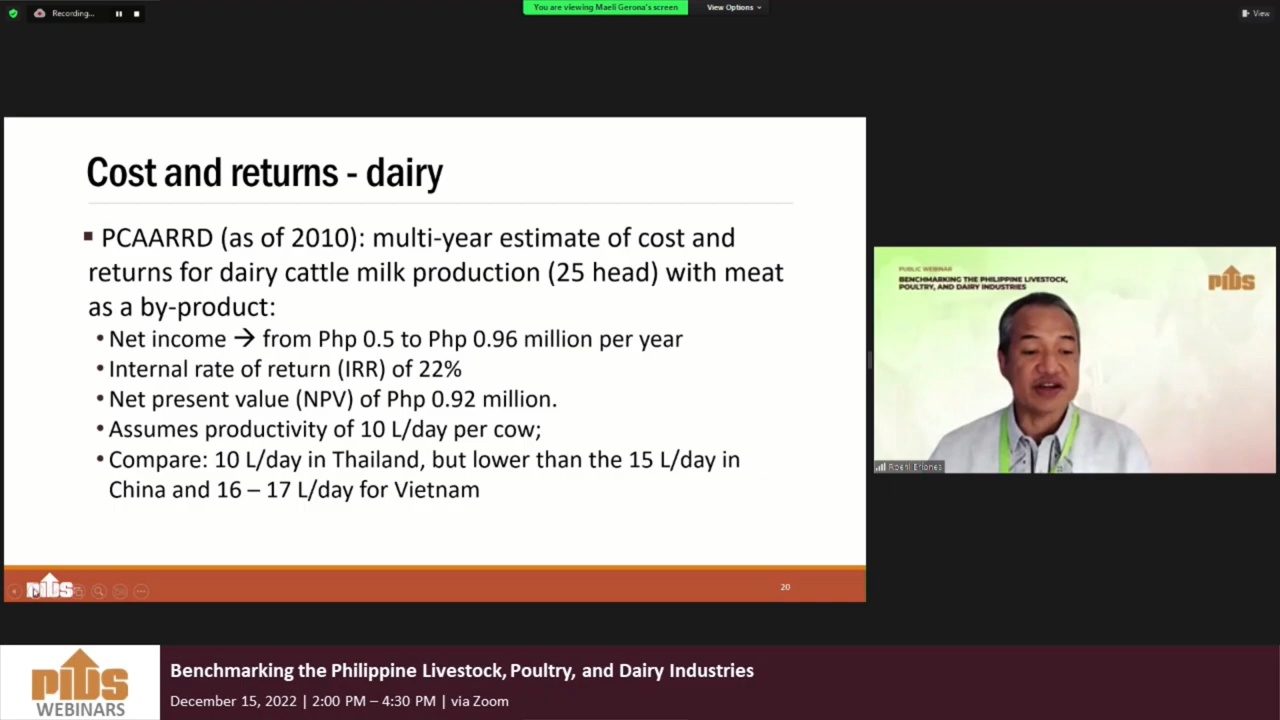 Recording...
You are viewing Maeli Gerona's screen
View Options
View
Cost and returns - dairy
▪ PCAARRD (as of 2010): multi-year estimate of cost and
returns for dairy cattle milk production (25 head) with meat
as a by-product:
• Net income → from Php 0.5 to Php 0.96 million per year
• Internal rate of return (IRR) of 22%
• Net present value (NPV) of Php 0.92 million.
• Assumes productivity of 10 L/day per cow;
• Compare: 10 L/day in Thailand, but lower than the 15 L/day in
China and 16 – 17 L/day for Vietnam
PIDS
20
PUBLIC WEBINAR
BENCHMARKING THE PHILIPPINE LIVESTOCK,
POULTRY, AND DAIRY INDUSTRIES
PIDS
Roehl Briones
PIDS
WEBINARS
Benchmarking the Philippine Livestock, Poultry, and Dairy Industries
December 15, 2022 | 2:00 PM – 4:30 PM | via Zoom